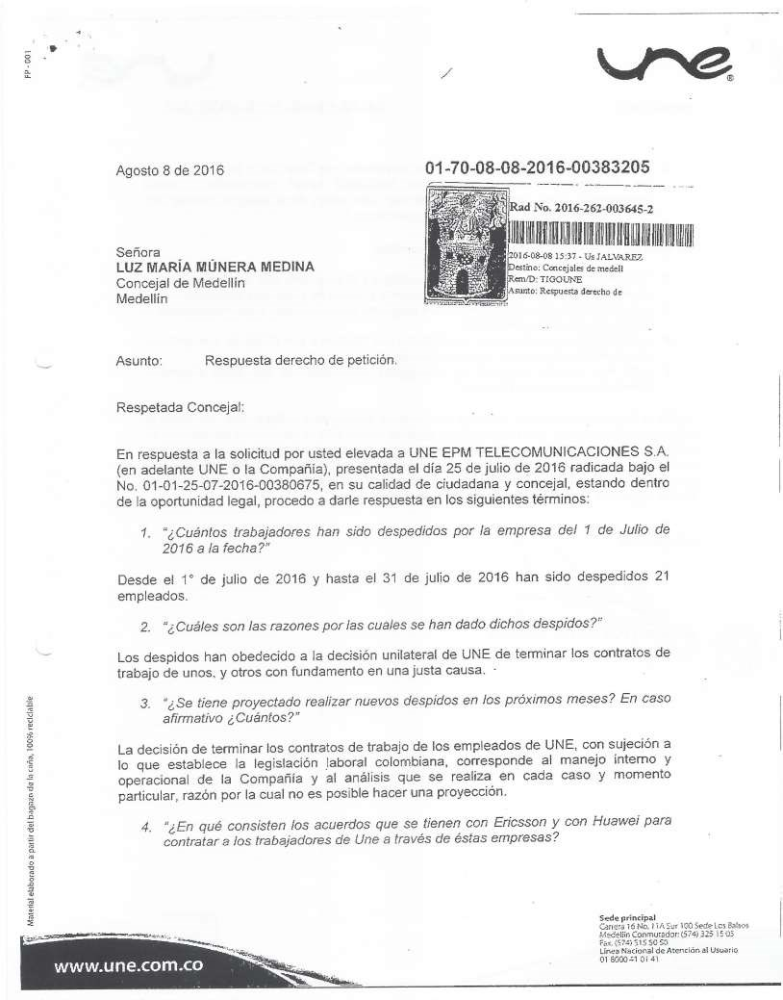 FP - 001
une®
Agosto 8 de 2016
01-70-08-08-2016-00383205
Rad No. 2016-262-003645-2
2016-08-08 15:37 - Us JALVAREZ
Destino: Concejales de medell
Rem/D: TIGOUNE
Asunto: Respuesta derecho de
Señora
LUZ MARÍA MÚNERA MEDINA
Concejal de Medellín
Medellín
Asunto: Respuesta derecho de petición.
Respetada Concejal:
En respuesta a la solicitud por usted elevada a UNE EPM TELECOMUNICACIONES S.A.
(en adelante UNE o la Compañía), presentada el día 25 de julio de 2016 radicada bajo el
No. 01-01-25-07-2016-00380675, en su calidad de ciudadana y concejal, estando dentro
de la oportunidad legal, procedo a darle respuesta en los siguientes términos:
1. "¿Cuántos trabajadores han sido despedidos por la empresa del 1 de Julio de
2016 a la fecha?"
Desde el 1° de julio de 2016 y hasta el 31 de julio de 2016 han sido despedidos 21
empleados.
2. "¿Cuáles son las razones por las cuales se han dado dichos despidos?"
Los despidos han obedecido a la decisión unilateral de UNE de terminar los contratos de
trabajo de unos, y otros con fundamento en una justa causa.
3. "¿Se tiene proyectado realizar nuevos despidos en los próximos meses? En caso
afirmativo ¿Cuántos?"
La decisión de terminar los contratos de trabajo de los empleados de UNE, con sujeción a
lo que establece la legislación laboral colombiana, corresponde al manejo interno y
operacional de la Compañía y al análisis que se realiza en cada caso y momento
particular, razón por la cual no es posible hacer una proyección.
4. "¿En qué consisten los acuerdos que se tienen con Ericsson y con Huawei para
contratar a los trabajadores de Une a través de éstas empresas?
Material elaborado a partir del bagazo de la caña, 100% reciclable
Sede principal
Carrera 16 No. 11A Sur 100 Sede Los Balsos
Medellín Conmutador: (574) 325 15 05
Fax: (574) 515 50 50
Línea Nacional de Atención al Usuario
01 8000 41 01 41
www.une.com.co